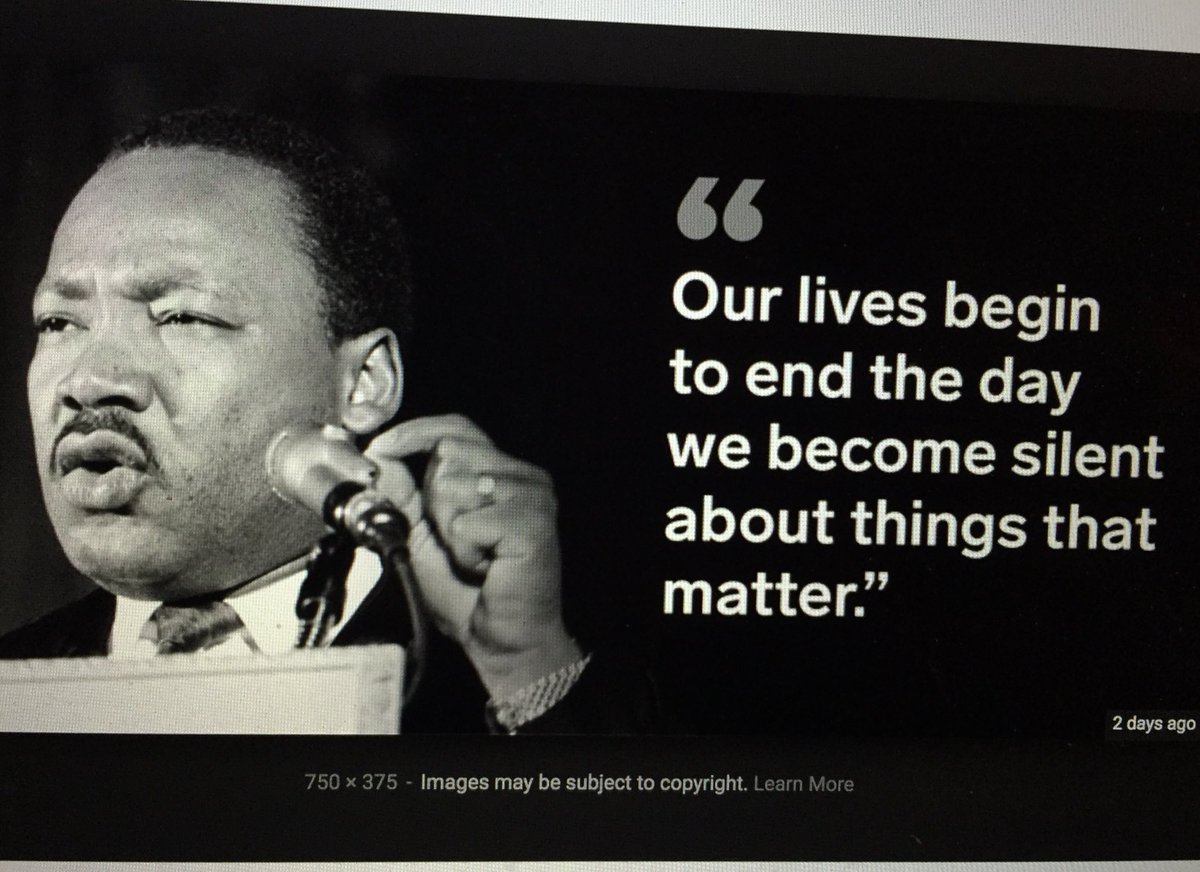 “
Our lives begin
to end the day
we become silent
about things that
matter.”
2 days ago
750 × 375 - Images may be subject to copyright. Learn More